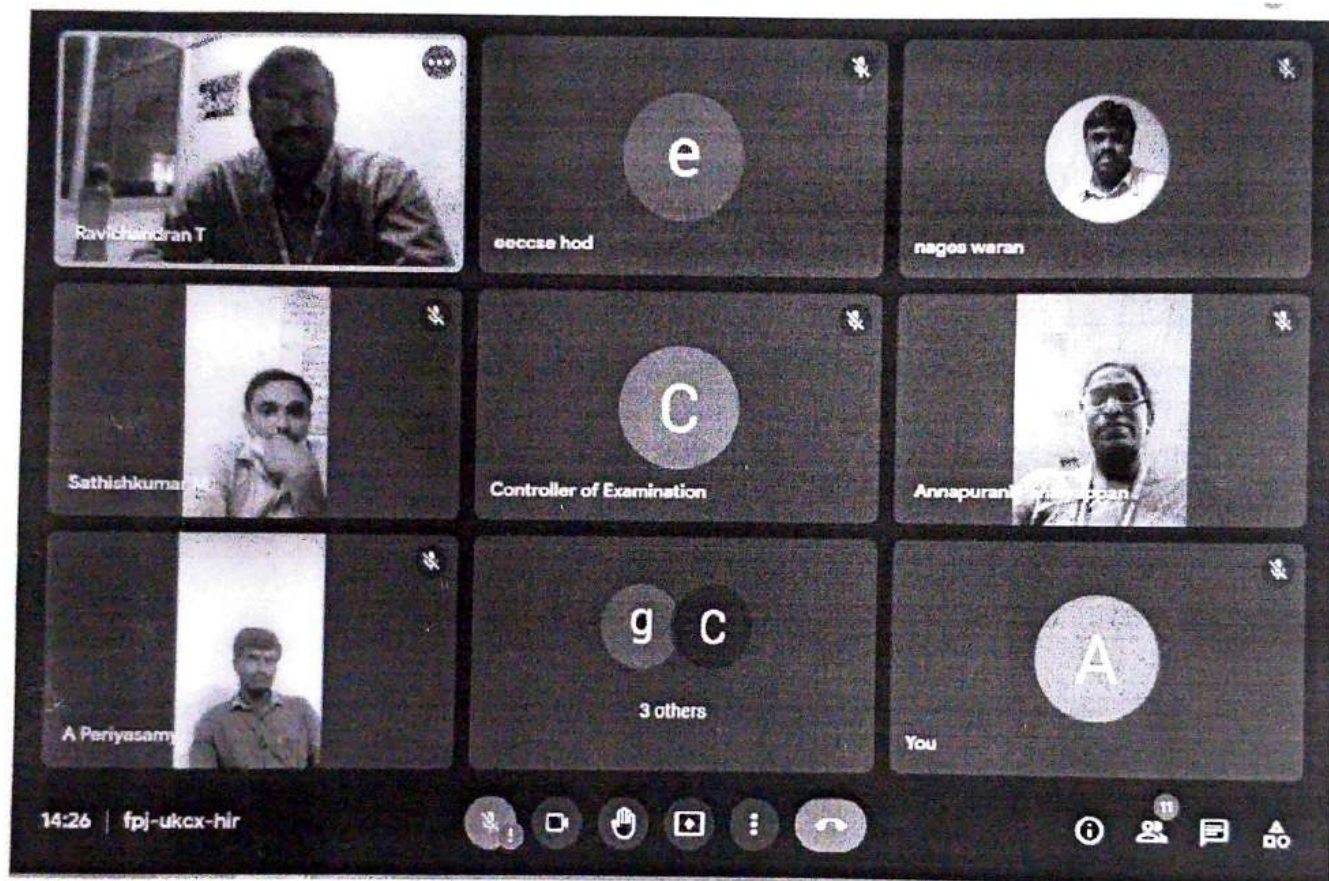 Ravichandran T
e
eeccse hod
nages waran
Sathishkumar
C
Controller of Examination
Annapurani
A Periyasamy
g C
3 others
A
You
14:26 | fpj-ukcx-hir
11